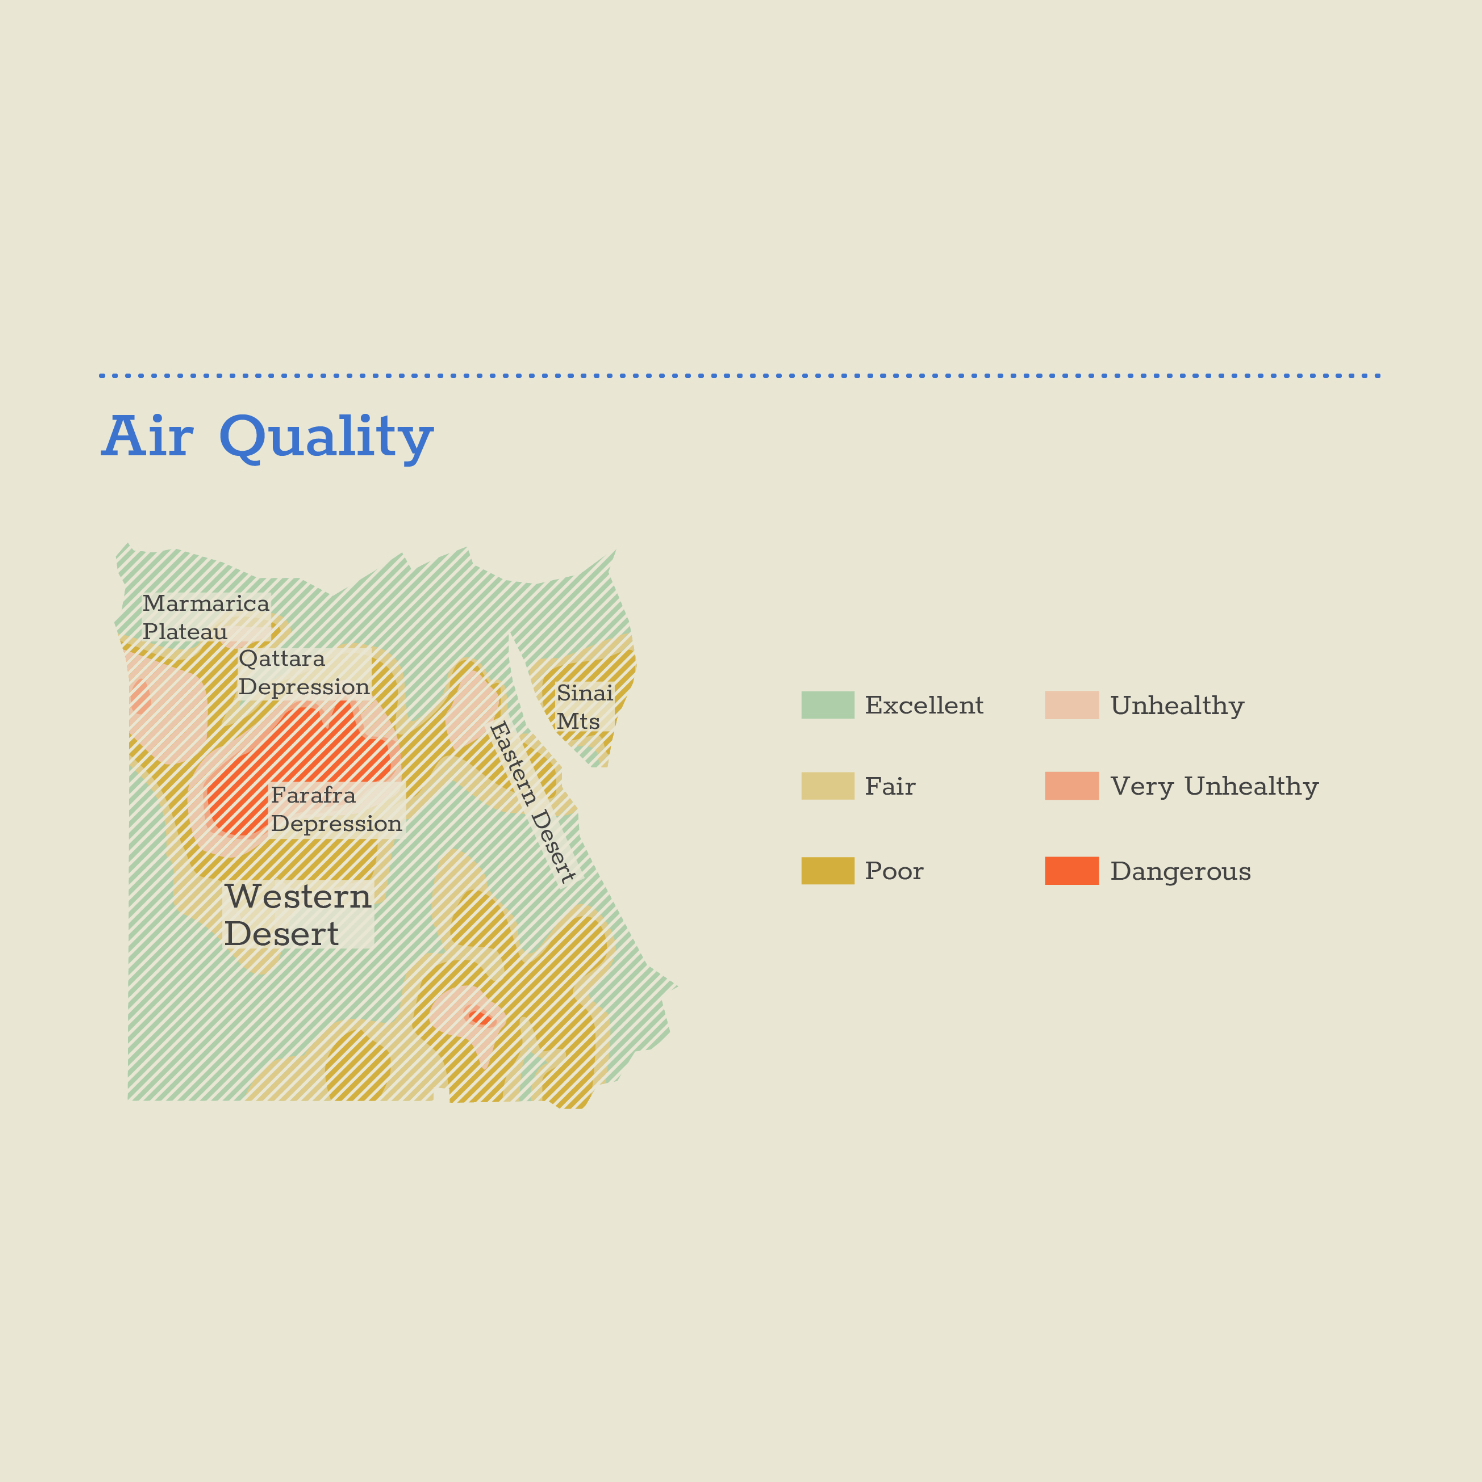 Air Quality
Marmarica
Plateau
Qattara
Depression
Sinai
Mts
Eastern Desert
Farafra
Depression
Western
Desert
Excellent
Unhealthy
Fair
Very Unhealthy
Poor
Dangerous